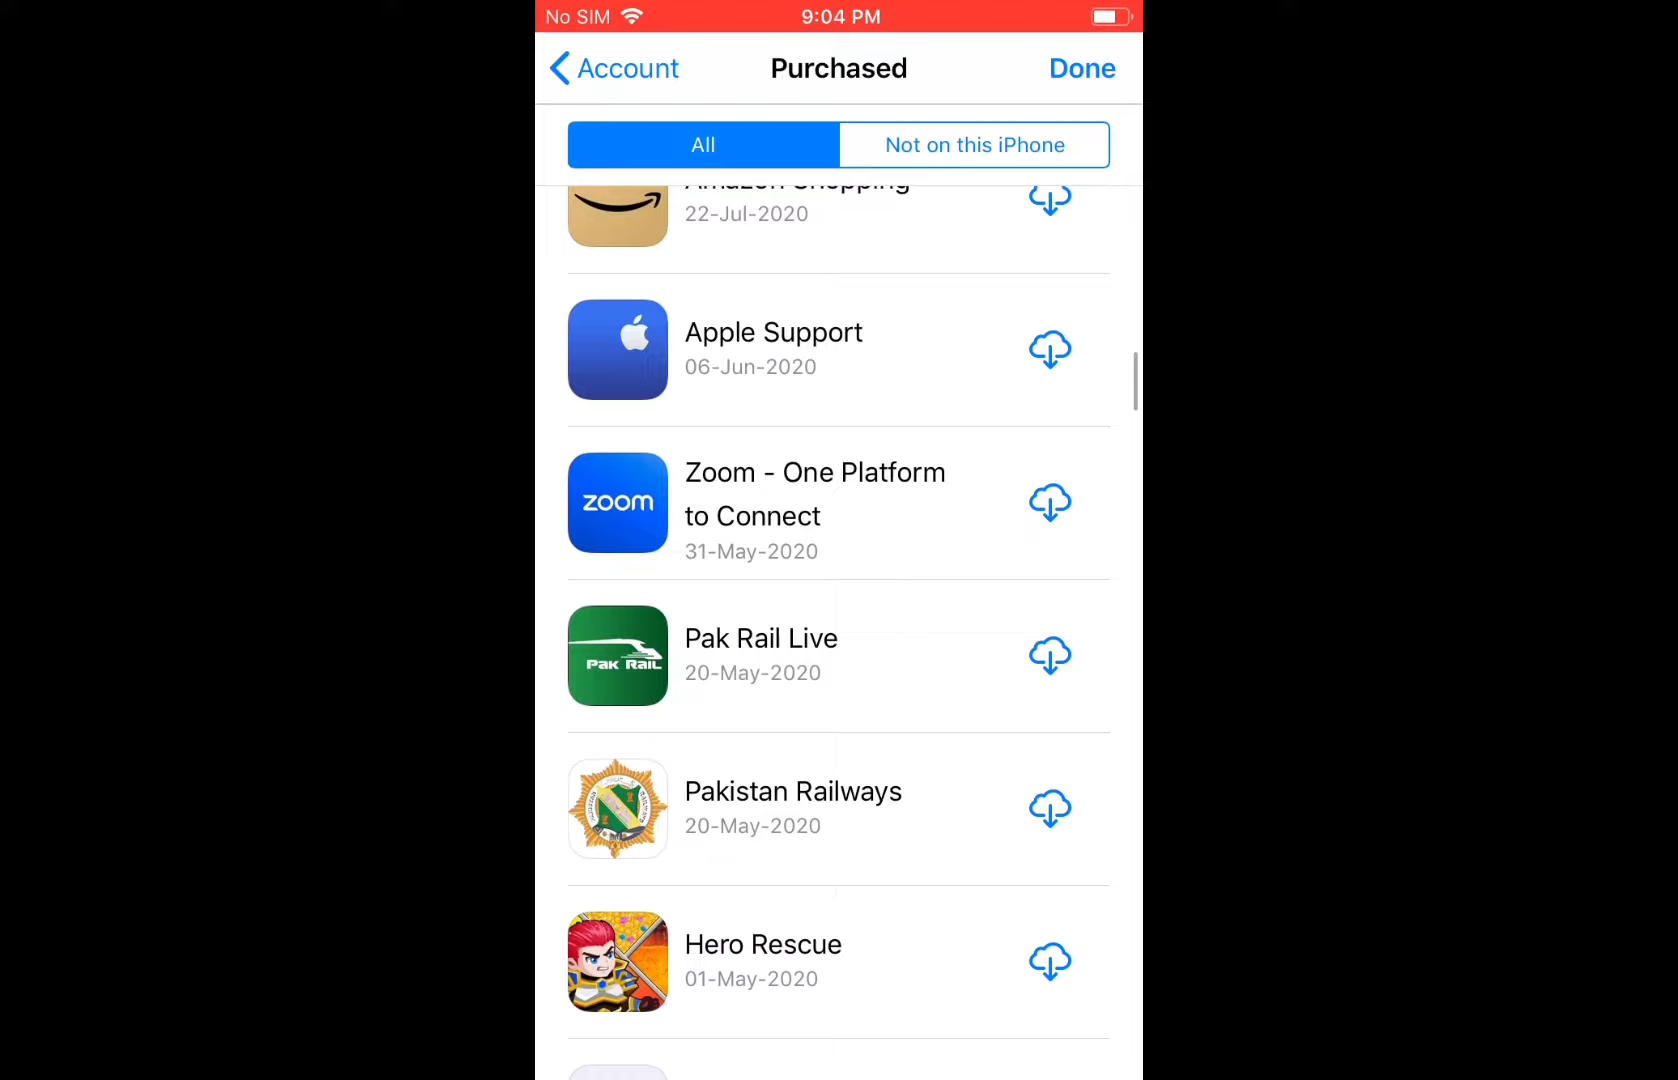 No SIM 9:04 PM
Account Purchased Done
All Not on this iPhone
Amazon Shopping
22-Jul-2020
Apple Support
06-Jun-2020
zoom
Zoom - One Platform
to Connect
31-May-2020
Pak Rail
Pak Rail Live
20-May-2020
Pakistan Railways
20-May-2020
Hero Rescue
01-May-2020